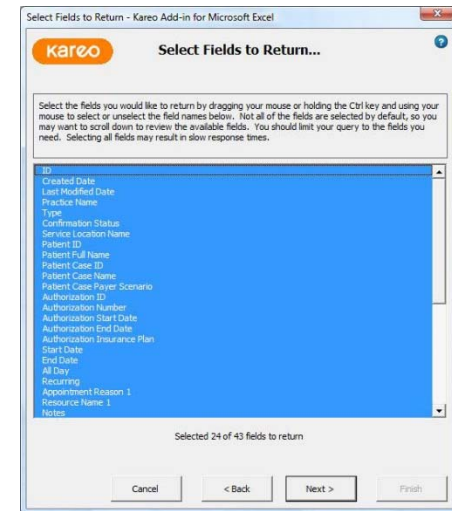 Select Fields to Return - Kareo Add-in for Microsoft Excel
Kareo
Select Fields to Return...
Select the fields you would like to return by dragging your mouse or holding the Ctrl key and using your
mouse to select or unselect the field names below. Not all of the fields are selected by default, so you
may want to scroll down to review the available fields. You should limit your query to the fields you
need. Selecting all fields may result in slow response times.
ID
Created Date
Last Modified Date
Practice Name
Type
Confirmation Status
Service Location Name
Patient ID
Patient Full Name
Patient Case ID
Patient Case Name
Patient Case Payer Scenario
Authorization ID
Authorization Number
Authorization Start Date
Authorization End Date
Authorization Insurance Plan
Start Date
End Date
All Day
Recurring
Appointment Reason 1
Resource Name 1
Notes
Selected 24 of 43 fields to return
Cancel
< Back
Next >
Finish